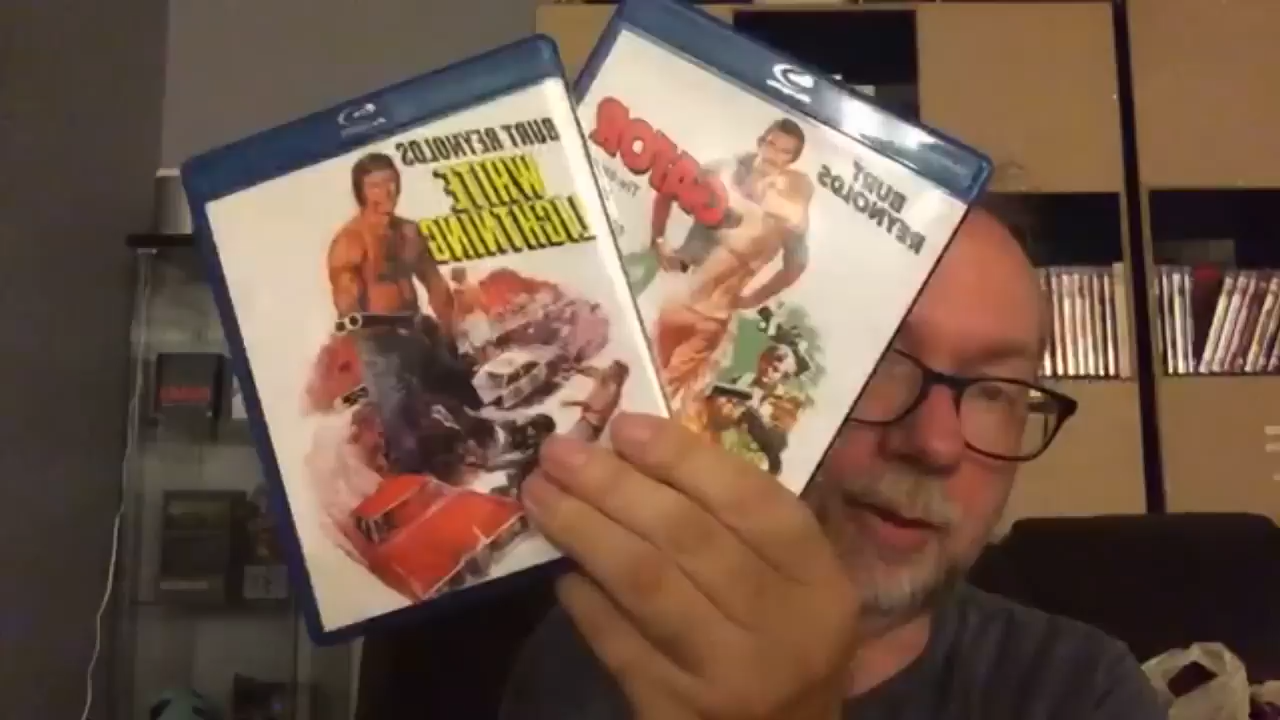 BURT REYNOLDS
WHITE
LIGHTNING
BURT
REYNOLDS
GATOR